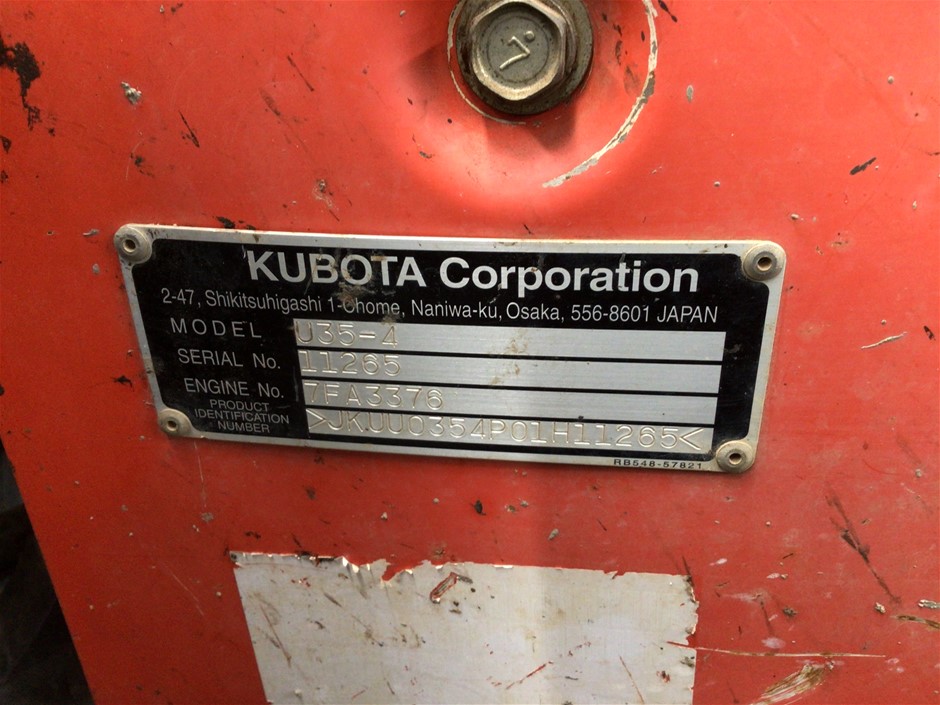 7
KUBOTA Corporation
2-47, Shikitsuhigashi 1-Chome, Naniwa-ku, Osaka, 556-8601 JAPAN
MODEL U35-4
SERIAL No. 11265
ENGINE No. 7FA3376
PRODUCT IDENTIFICATION NUMBER >JKUU0354P01H11265<
RB548-57821